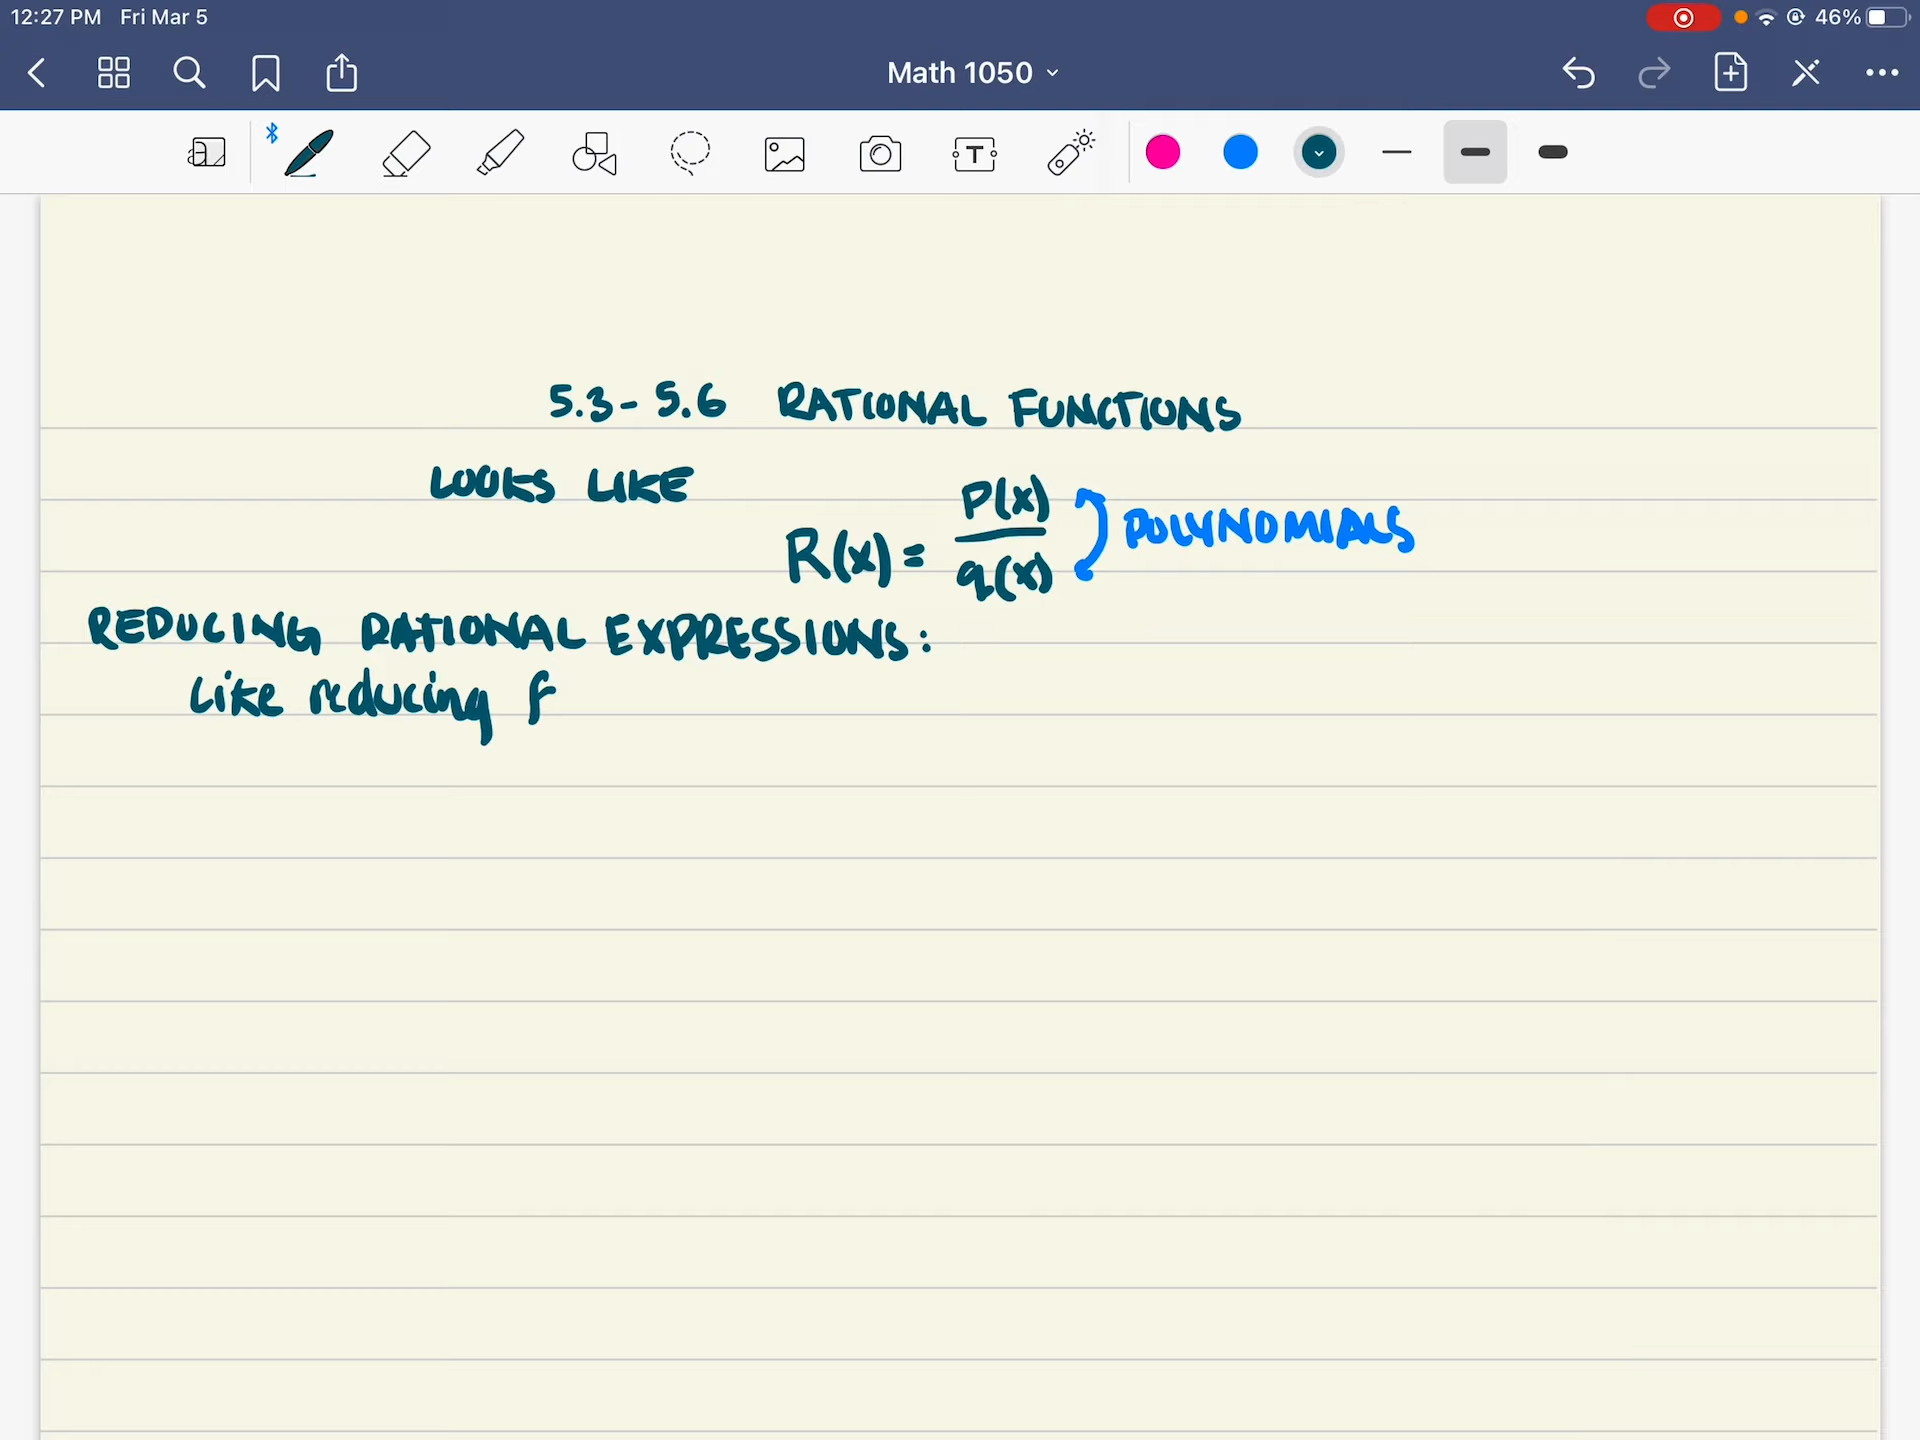 12:27 PM Fri Mar 5 46%
Math 1050
5.3-5.6 RATIONAL FUNCTIONS
LOOKS LIKE
R(x) = p(x)/q(x) POLYNOMIALS
REDUCING RATIONAL EXPRESSIONS:
Like reducing f